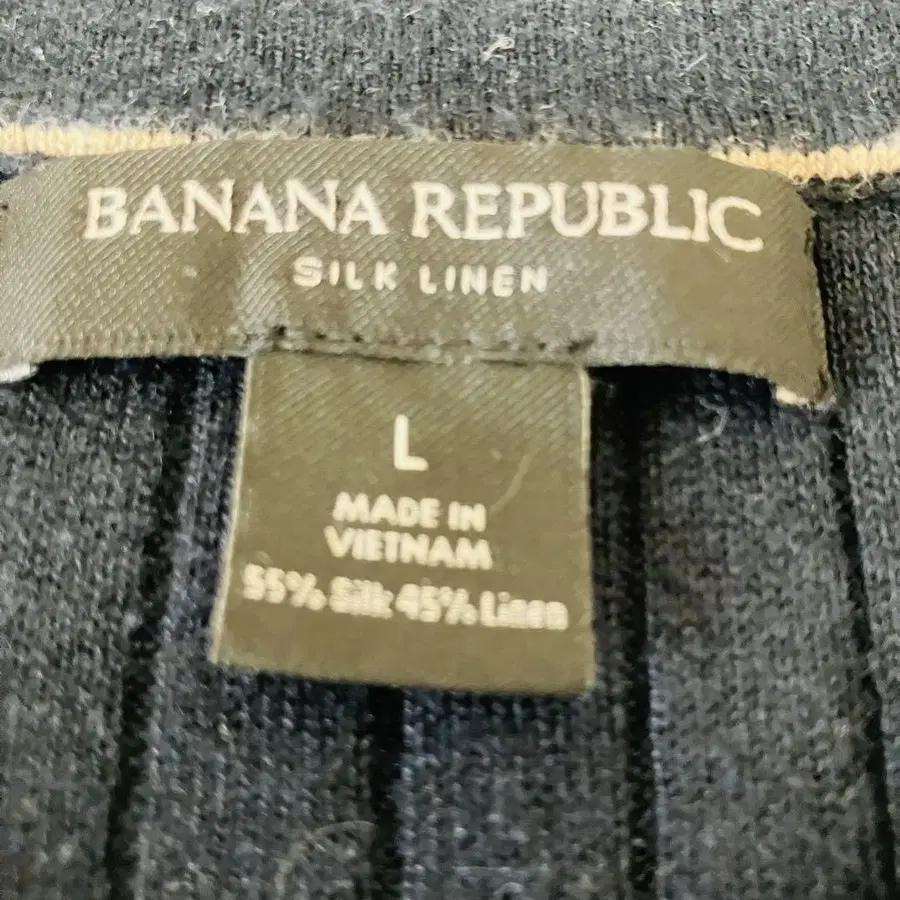 BANANA REPUBLIC
SILK LINEN
L
MADE IN
VIETNAM
55% Silk 45% Linen